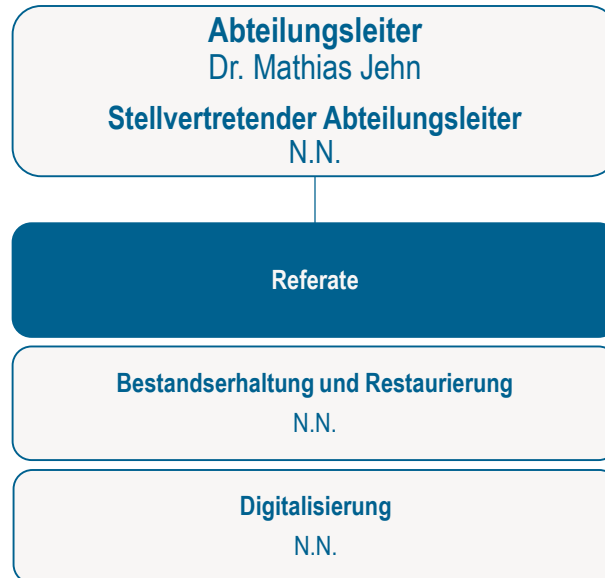 Abteilungsleiter
Dr. Mathias Jehn
Stellvertretender Abteilungsleiter
N.N.
Referate
Bestandserhaltung und Restaurierung
N.N.
Digitalisierung
N.N.